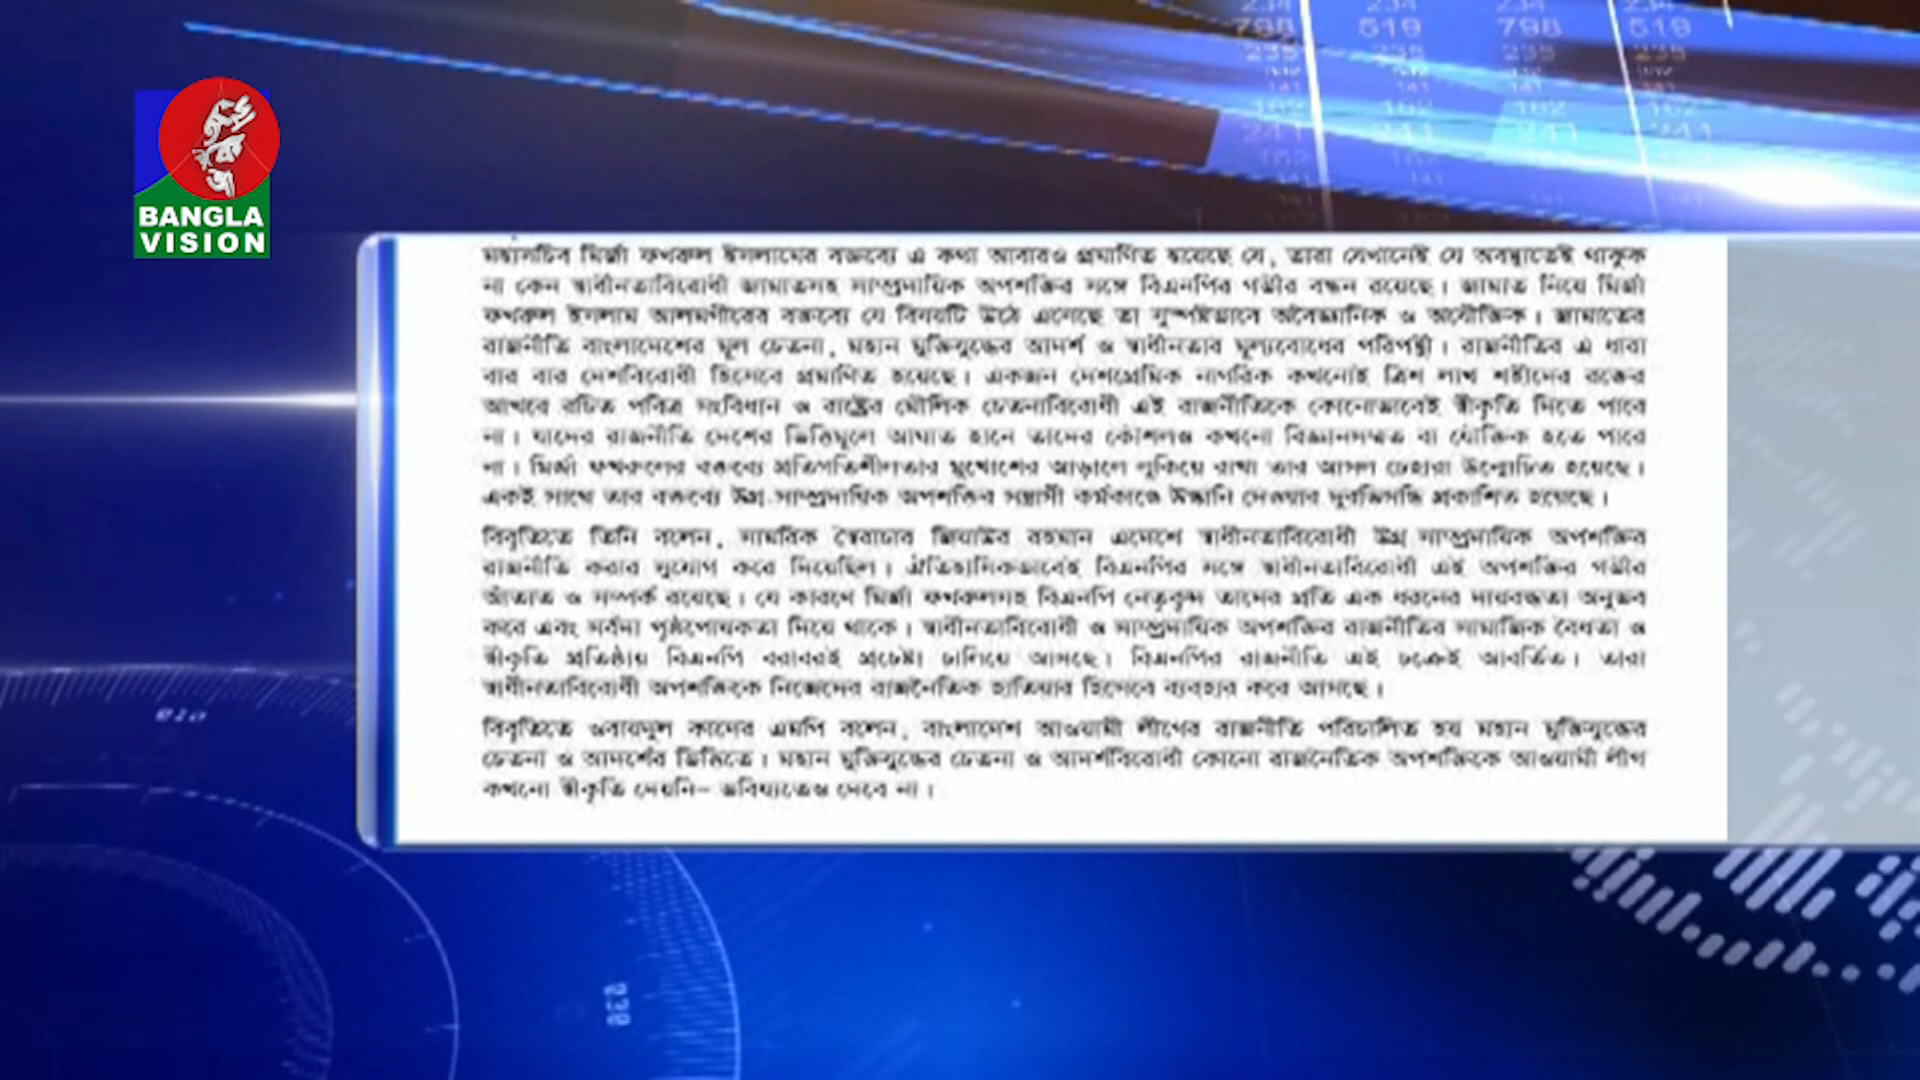 BANGLA
VISION
মহাসচিব মির্জা ফখরুল ইসলামের বক্তব্যে এ কথা আবারও প্রমাণিত হয়েছে যে, তারা যেখানেই যে অবস্থাতেই থাকুক
না কেন স্বাধীনতাবিরোধী জামাতসহ সাম্প্রদায়িক অপশক্তির সঙ্গে বিএনপির গভীর বন্ধন রয়েছে। জামাত নিয়ে মির্জা
ফখরুল ইসলাম আলমগীরের বক্তব্যে যে বিষয়টি উঠে এসেছে তা সুস্পষ্টভাবে অবৈজ্ঞানিক ও অযৌক্তিক। জামাতের
রাজনীতি বাংলাদেশের মূল চেতনা, মহান মুক্তিযুদ্ধের আদর্শ ও স্বাধীনতার মূল্যবোধের পরিপন্থী। রাজনীতির এ ধারা
বার বার দেশবিরোধী হিসেবে প্রমাণিত হয়েছে। একজন দেশপ্রেমিক নাগরিক কখনোই ত্রিশ লাখ শহীদের রক্তের
আখরে রচিত পবিত্র সংবিধান ও রাষ্ট্রের মৌলিক চেতনাবিরোধী এই রাজনীতিকে কোনোভাবেই স্বীকৃতি দিতে পারে
না। যাদের রাজনীতি দেশের ভিত্তিমূলে আঘাত হানে তাদের কৌশলও কখনো বিজ্ঞানসম্মত বা যৌক্তিক হতে পারে
না। মির্জা ফখরুলের বক্তব্যে প্রতিগতিশীলতার মুখোশের আড়ালে লুকিয়ে রাখা তার আসল চেহারা উন্মোচিত হয়েছে।
একই সাথে তার বক্তব্যে উগ্র-সাম্প্রদায়িক অপশক্তির সন্ত্রাসী কর্মকাণ্ডে উস্কানি দেওয়ার দুরভিসন্ধি প্রকাশিত হয়েছে।
বিবৃতিতে তিনি বলেন, সামরিক স্বৈরাচার জিয়াউর রহমান এদেশে স্বাধীনতাবিরোধী উগ্র-সাম্প্রদায়িক অপশক্তির
রাজনীতি করার সুযোগ করে দিয়েছিল। ঐতিহাসিকভাবেই বিএনপির সঙ্গে স্বাধীনতাবিরোধী এই অপশক্তির গভীর
আঁতাত ও সম্পর্ক রয়েছে। যে কারণে মির্জা ফখরুলসহ বিএনপি নেতৃবৃন্দ তাদের প্রতি এক ধরনের দায়বদ্ধতা অনুভব
করে এবং সর্বদা পৃষ্ঠপোষকতা দিয়ে থাকে। স্বাধীনতাবিরোধী ও সাম্প্রদায়িক অপশক্তির রাজনীতির সামাজিক বৈধতা ও
স্বীকৃতি প্রতিষ্ঠায় বিএনপি বরাবরই প্রচেষ্টা চালিয়ে আসছে। বিএনপির রাজনীতি এই চক্রেই আবর্তিত। তারা
স্বাধীনতাবিরোধী অপশক্তিকে নিজেদের রাজনৈতিক হাতিয়ার হিসেবে ব্যবহার করে আসছে।
বিবৃতিতে ওবায়দুল কাদের এমপি বলেন, বাংলাদেশ আওয়ামী লীগের রাজনীতি পরিচালিত হয় মহান মুক্তিযুদ্ধের
চেতনা ও আদর্শের ভিত্তিতে। মহান মুক্তিযুদ্ধের চেতনা ও আদর্শবিরোধী কোনো রাজনৈতিক অপশক্তিকে আওয়ামী লীগ
কখনো স্বীকৃতি দেয়নি– ভবিষ্যতেও দেবে না।